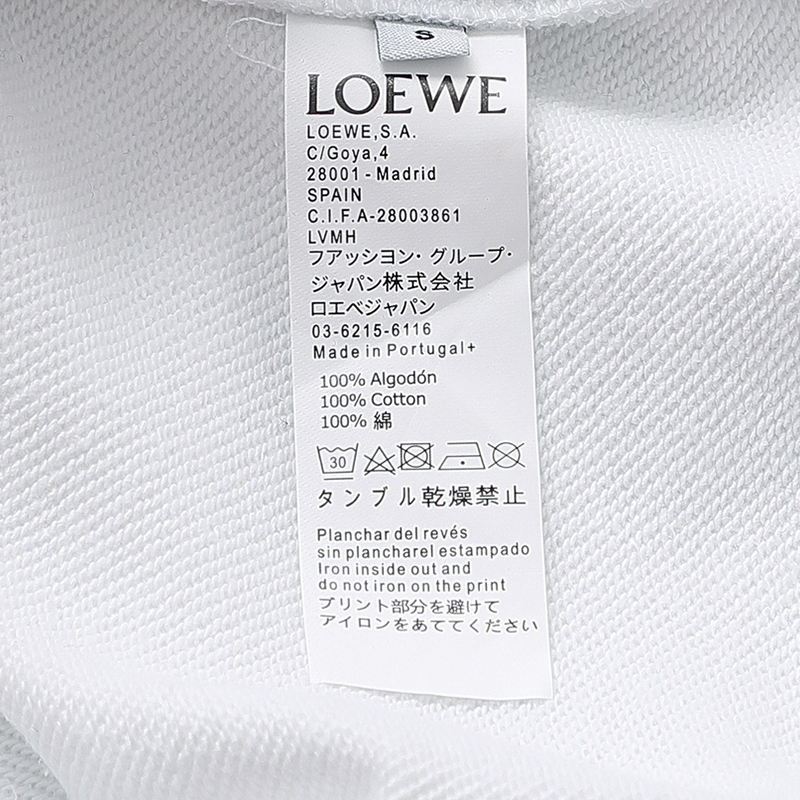 S
LOEWE
LOEWE,S.A.
C/Goya,4
28001-Madrid
SPAIN
C.I.F.A-28003861
LVMH
フアッシヨン・グループ・
ジャパン株式会社
ロエベジャパン
03-6215-6116
Made in Portugal+
100% Algodón
100% Cotton
100% 綿
30
タンブル乾燥禁止
Planchar del revés
sin plancharel estampado
Iron inside out and
do not iron on the print
プリント部分を避けて
アイロンをあててください